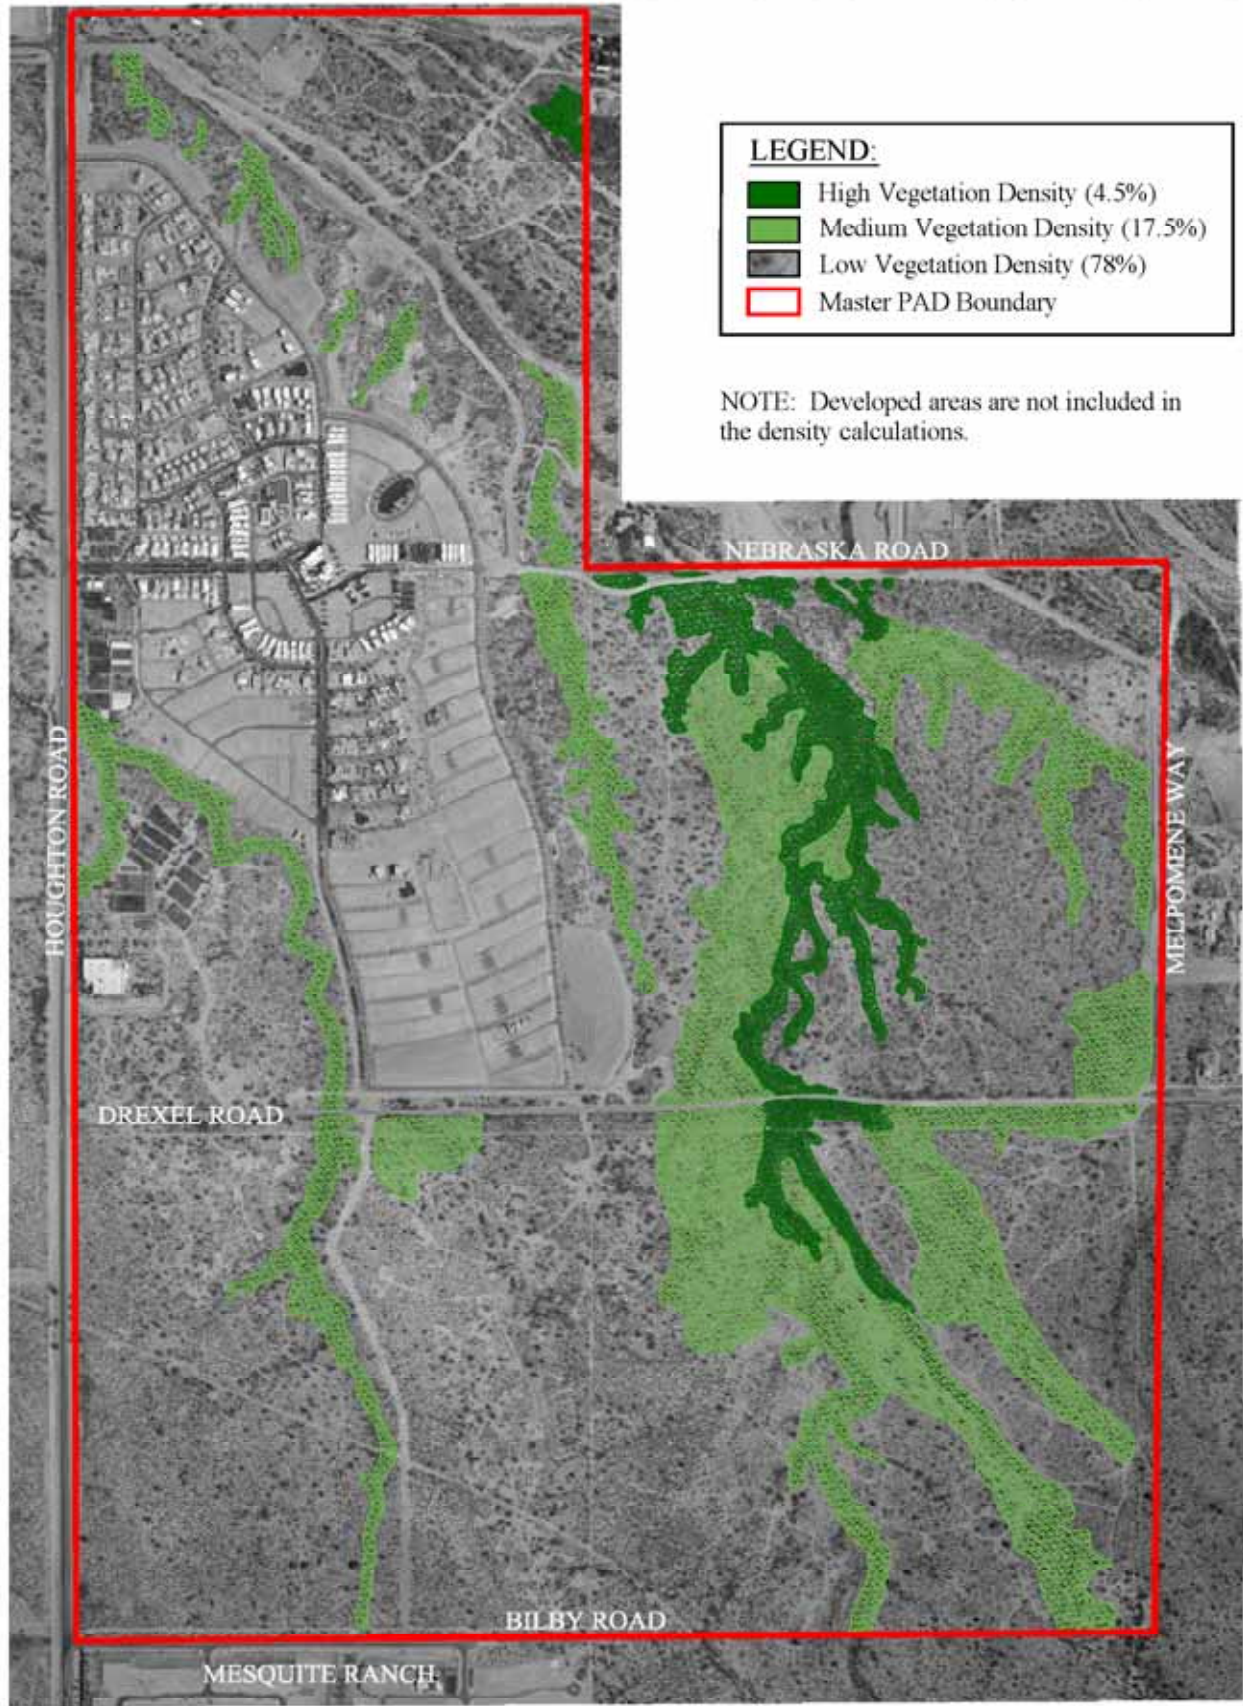 LEGEND:
High Vegetation Density (4.5%)
Medium Vegetation Density (17.5%)
Low Vegetation Density (78%)
Master PAD Boundary
NOTE: Developed areas are not included in
the density calculations.
NEBRASKA ROAD
HOUGHTON ROAD
MELPOMENE WAY
DREXEL ROAD
BILBY ROAD
MESQUITE RANCH